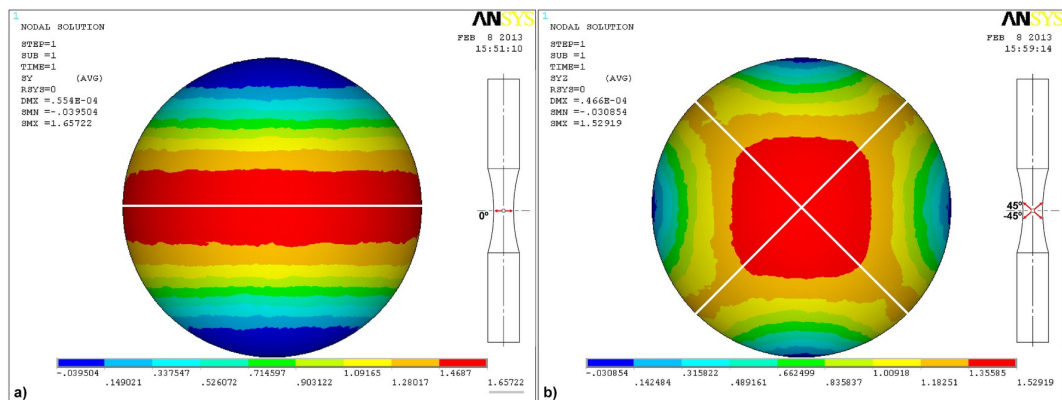 1
ANSYS
NODAL SOLUTION
FEB 8 2013
15:51:10
STEP=1
SUB =1
TIME=1
SY (AVG)
RSYS=0
DMX =.554E-04
SMN =-.039504
SMX =1.65722
0°
-.039504 .337547 .714597 1.09165 1.4687
.149021 .526072 .903122 1.28017 1.65722
a)
1
ANSYS
NODAL SOLUTION
FEB 8 2013
15:59:14
STEP=1
SUB =1
TIME=1
SYZ (AVG)
RSYS=0
DMX =.466E-04
SMN =-.030854
SMX =1.52919
45°
-45°
-.030854 .315822 .662499 1.00918 1.35585
.142484 .489161 .835837 1.18251 1.52919
b)